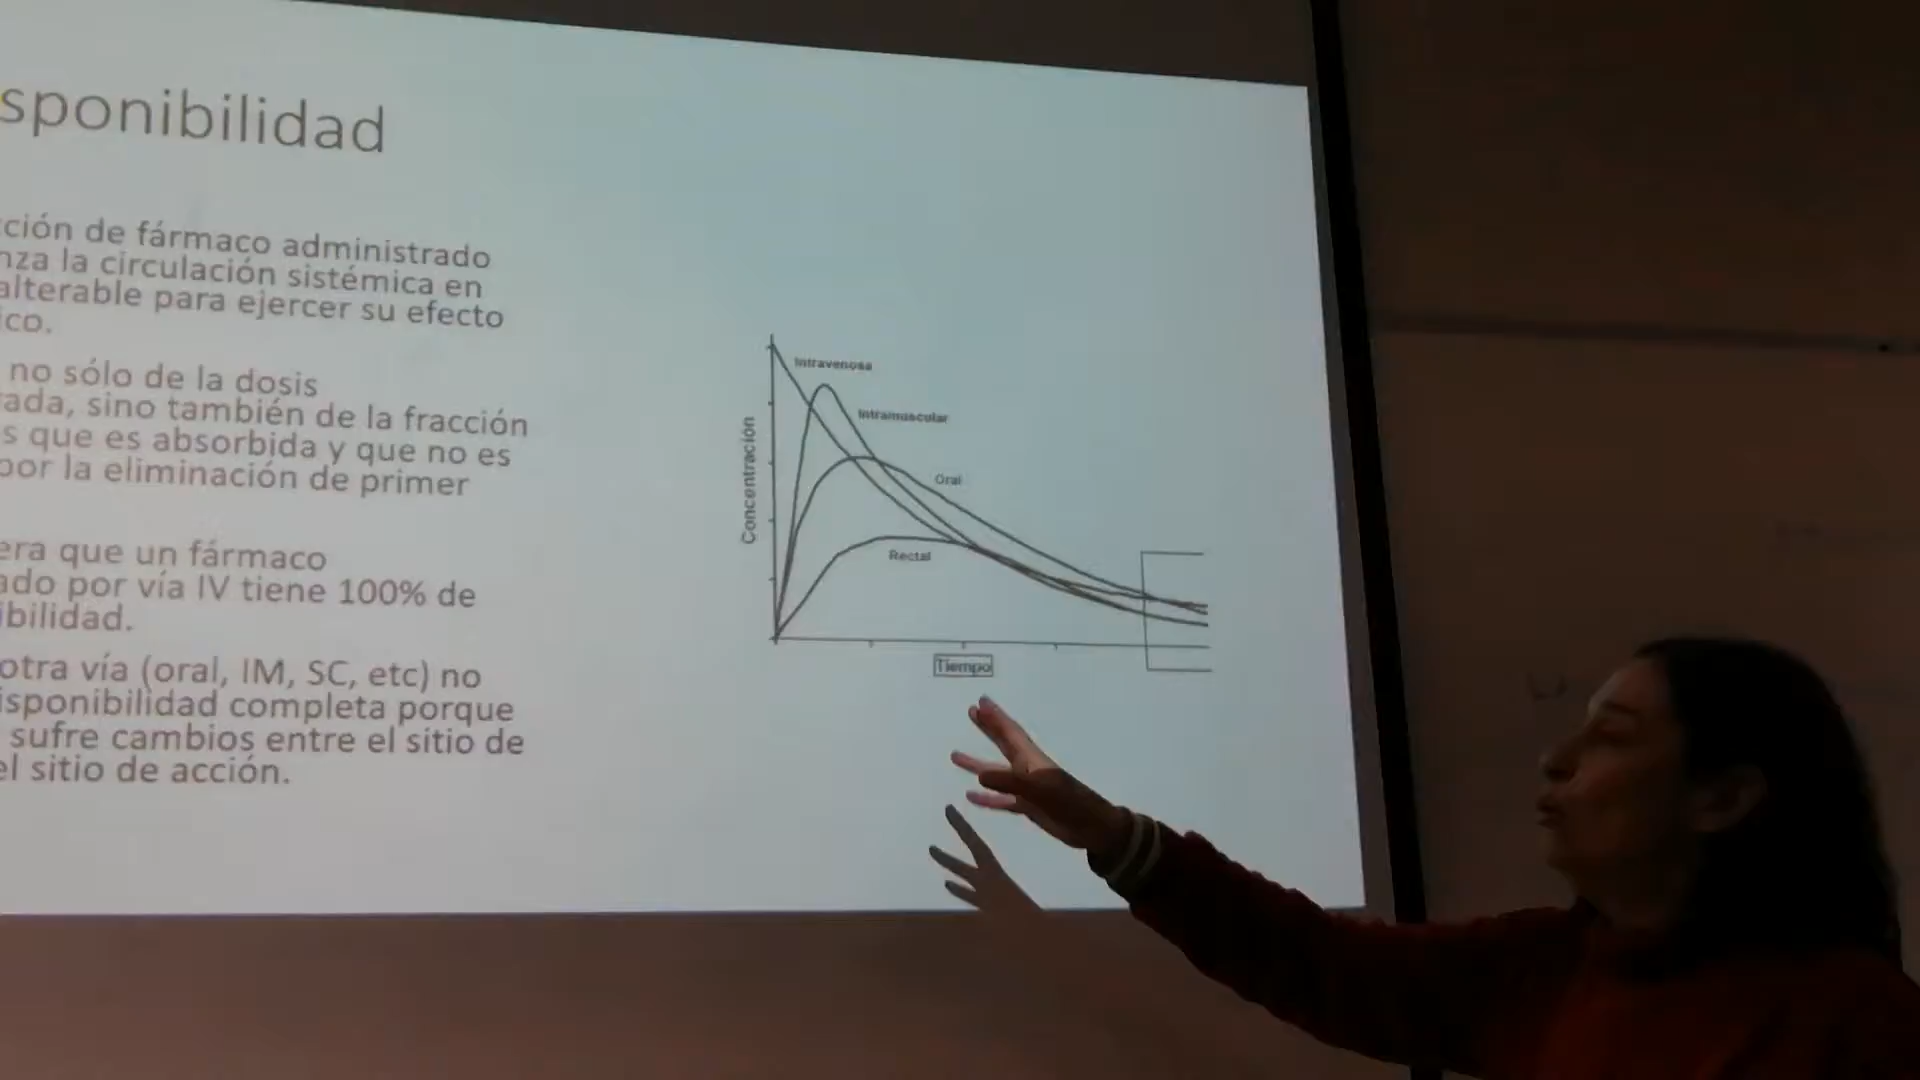 sponibilidad
cción de fármaco administrado
nza la circulación sistémica en
alterable para ejercer su efecto
ico.
no sólo de la dosis
rada, sino también de la fracción
s que es absorbida y que no es
por la eliminación de primer
era que un fármaco
ado por vía IV tiene 100% de
ibilidad.
otra vía (oral, IM, SC, etc) no
isponibilidad completa porque
sufre cambios entre el sitio de
el sitio de acción.
Concentración
Intravenosa
Intramuscular
Oral
Rectal
Tiempo